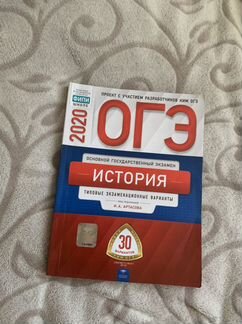 ФИПИ
ШКОЛЕ
ПРОЕКТ С УЧАСТИЕМ РАЗРАБОТЧИКОВ КИМ ОГЭ
2020
ОГЭ
ОСНОВНОЙ ГОСУДАРСТВЕННЫЙ ЭКЗАМЕН
ИСТОРИЯ
ТИПОВЫЕ ЭКЗАМЕНАЦИОННЫЕ ВАРИАНТЫ
И.А. АРТАСОВА
30
ВАРИАНТОВ